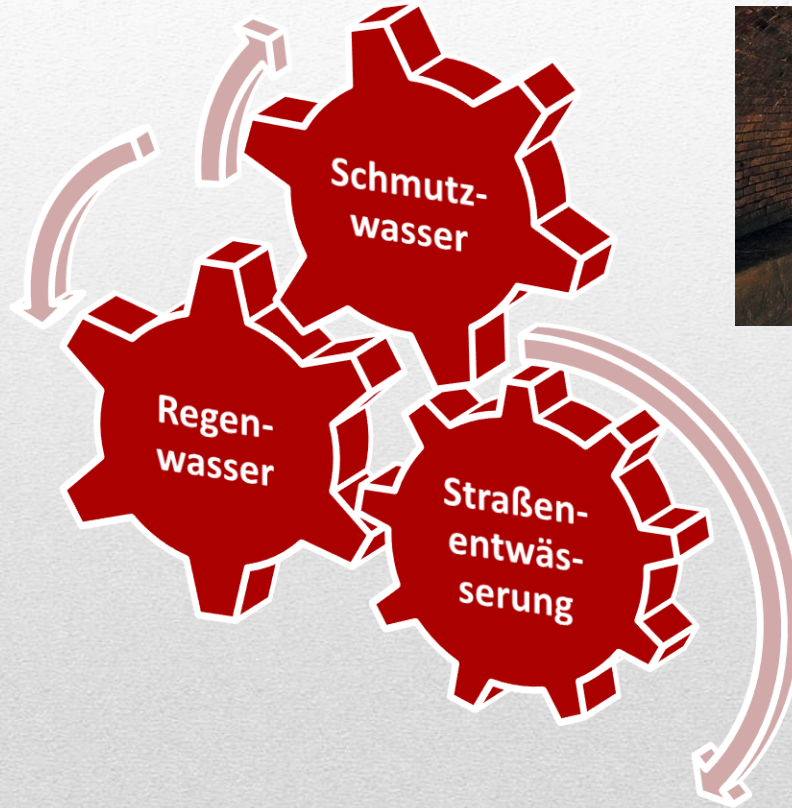 Schmutz-
wasser
Regen-
wasser
Straßen-
entwäs-
serung